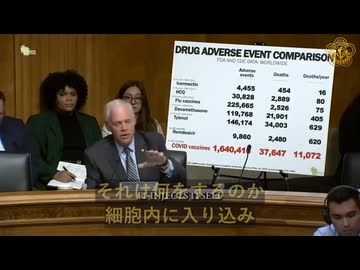 DRUG ADVERSE EVENT COMPARISON
FDA AND CDC DATA: WORLDWIDE
Adverse events Deaths Deaths/year
Ivermectin 4,455 454 16
HCQ 30,828 2,889 80
Flu vaccines 225,665 2,526 75
Dexamethasone 119,768 21,901 405
Tylenol 146,174 34,003 629
Remdesivir 9,860 2,480 620
COVID vaccines 1,640,416 37,647 11,072
それは何をするのか
INJECTS ITSELF
細胞内に入り込み